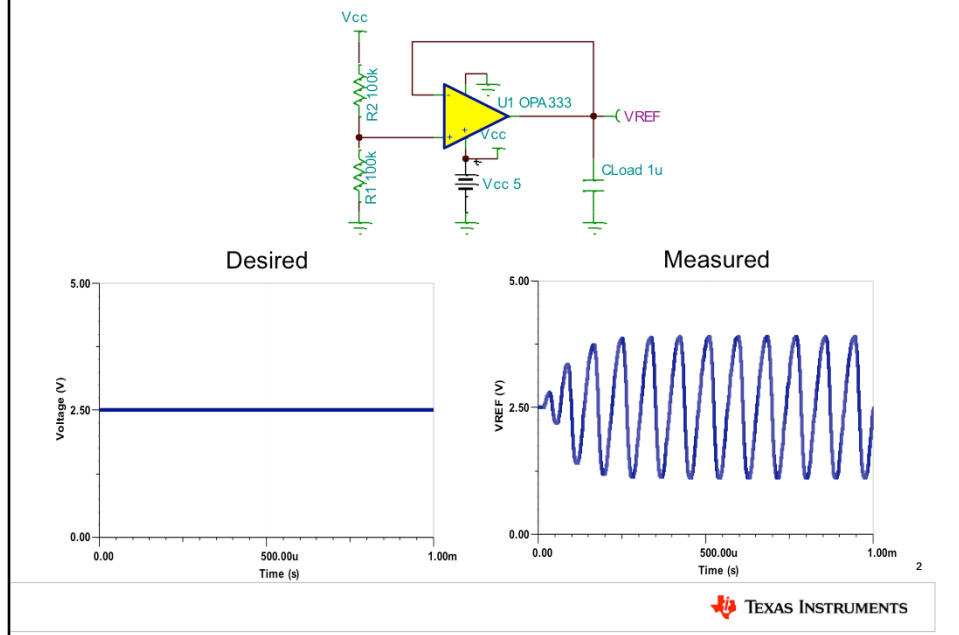 Vcc
R2 100k
U1 OPA333
-
+
+
Vcc
VREF
R1 100k
Vcc 5
CLoad 1u
Desired
Measured
5.00
2.50
0.00
Voltage (V)
0.00
500.00u
1.00m
Time (s)
5.00
2.50
0.00
VREF (V)
0.00
500.00u
1.00m
Time (s)
2
TEXAS INSTRUMENTS